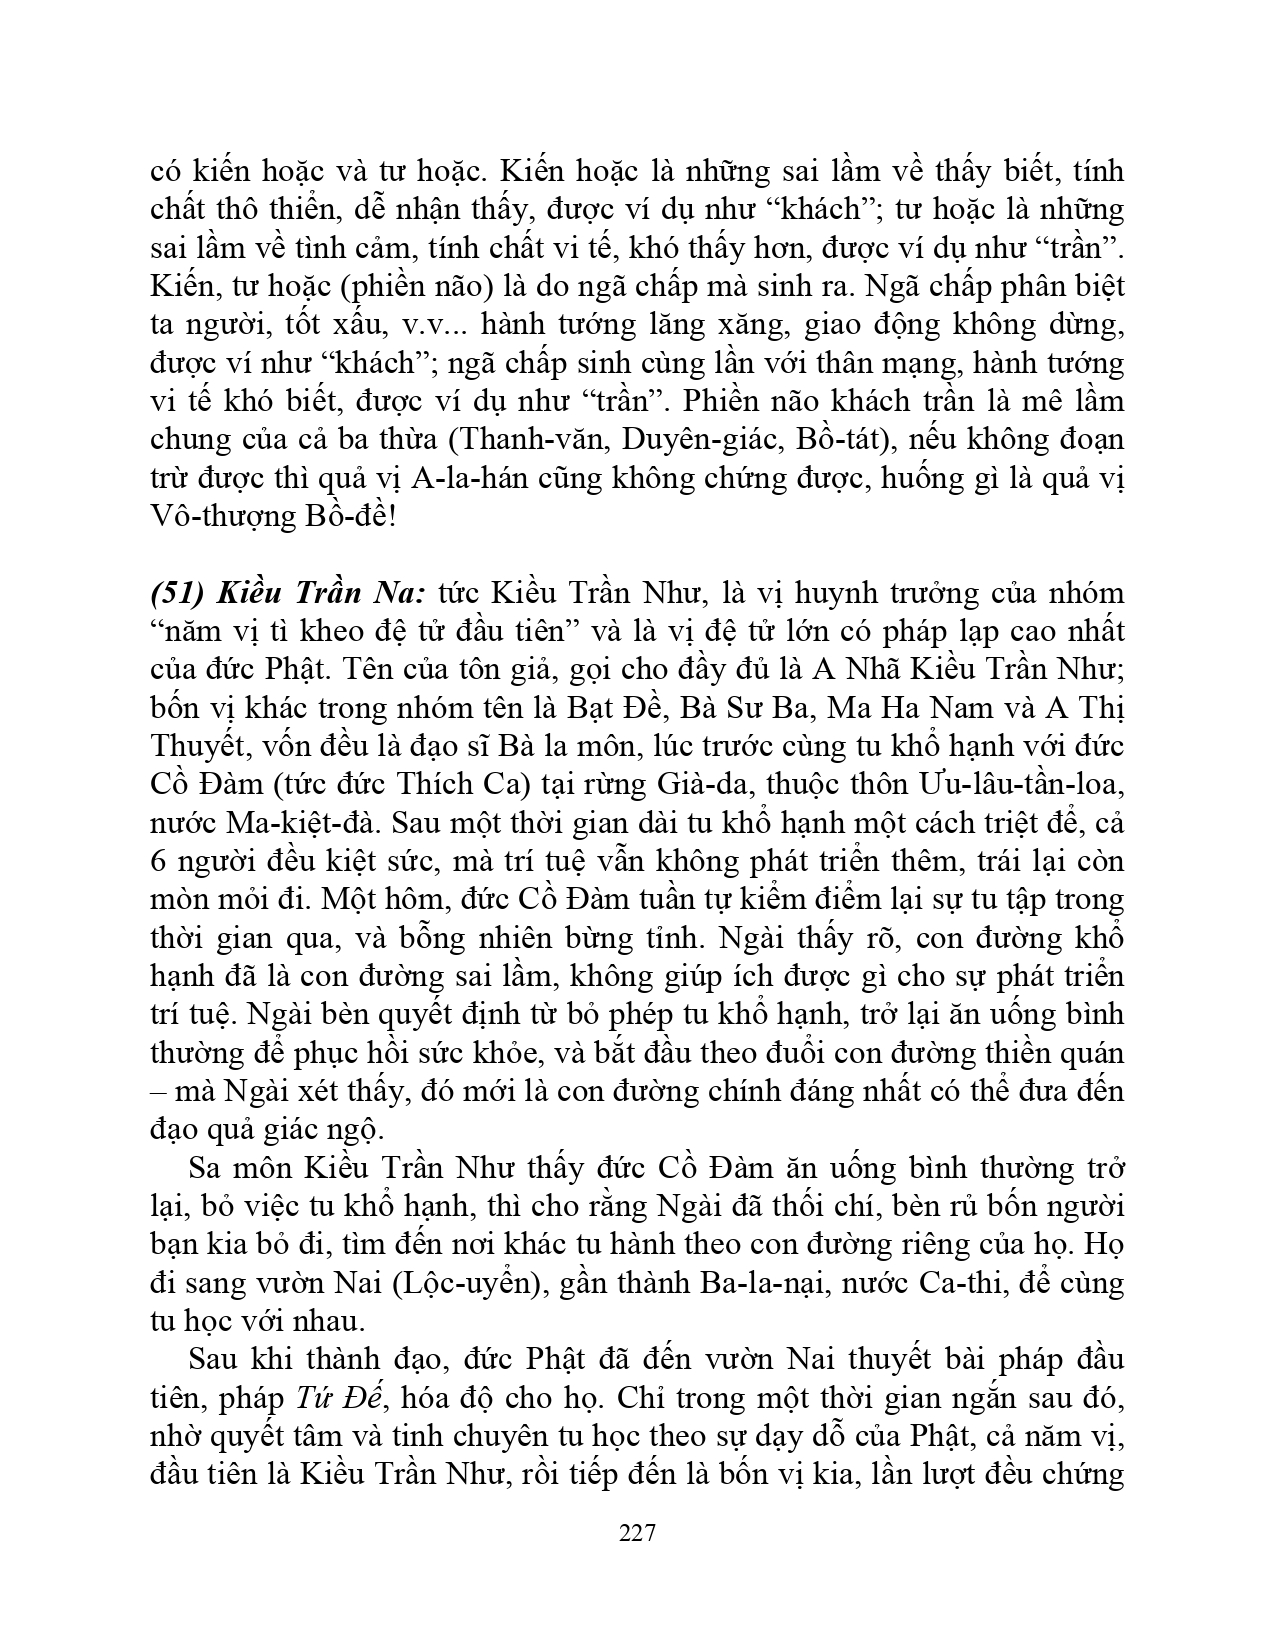 có kiến hoặc và tư hoặc. Kiến hoặc là những sai lầm về thấy biết, tính
chất thô thiển, dễ nhận thấy, được ví dụ như “khách”; tư hoặc là những
sai lầm về tình cảm, tính chất vi tế, khó thấy hơn, được ví dụ như “trần”.
Kiến, tư hoặc (phiền não) là do ngã chấp mà sinh ra. Ngã chấp phân biệt
ta người, tốt xấu, v.v... hành tướng lăng xăng, giao động không dừng,
được ví như “khách”; ngã chấp sinh cùng lần với thân mạng, hành tướng
vi tế khó biết, được ví dụ như “trần”. Phiền não khách trần là mê lầm
chung của cả ba thừa (Thanh-văn, Duyên-giác, Bồ-tát), nếu không đoạn
trừ được thì quả vị A-la-hán cũng không chứng được, huống gì là quả vị
Vô-thượng Bồ-đề!
(51) Kiều Trần Na: tức Kiều Trần Như, là vị huynh trưởng của nhóm
“năm vị tì kheo đệ tử đầu tiên” và là vị đệ tử lớn có pháp lạp cao nhất
của đức Phật. Tên của tôn giả, gọi cho đầy đủ là A Nhã Kiều Trần Như;
bốn vị khác trong nhóm tên là Bạt Đề, Bà Sư Ba, Ma Ha Nam và A Thị
Thuyết, vốn đều là đạo sĩ Bà la môn, lúc trước cùng tu khổ hạnh với đức
Cồ Đàm (tức đức Thích Ca) tại rừng Già-da, thuộc thôn Ưu-lâu-tần-loa,
nước Ma-kiệt-đà. Sau một thời gian dài tu khổ hạnh một cách triệt để, cả
6 người đều kiệt sức, mà trí tuệ vẫn không phát triển thêm, trái lại còn
mòn mỏi đi. Một hôm, đức Cồ Đàm tuần tự kiểm điểm lại sự tu tập trong
thời gian qua, và bỗng nhiên bừng tỉnh. Ngài thấy rõ, con đường khổ
hạnh đã là con đường sai lầm, không giúp ích được gì cho sự phát triển
trí tuệ. Ngài bèn quyết định từ bỏ phép tu khổ hạnh, trở lại ăn uống bình
thường để phục hồi sức khỏe, và bắt đầu theo đuổi con đường thiền quán
– mà Ngài xét thấy, đó mới là con đường chính đáng nhất có thể đưa đến
đạo quả giác ngộ.
Sa môn Kiều Trần Như thấy đức Cồ Đàm ăn uống bình thường trở
lại, bỏ việc tu khổ hạnh, thì cho rằng Ngài đã thối chí, bèn rủ bốn người
bạn kia bỏ đi, tìm đến nơi khác tu hành theo con đường riêng của họ. Họ
đi sang vườn Nai (Lộc-uyển), gần thành Ba-la-nại, nước Ca-thi, để cùng
tu học với nhau.
Sau khi thành đạo, đức Phật đã đến vườn Nai thuyết bài pháp đầu
tiên, pháp Tứ Đế, hóa độ cho họ. Chỉ trong một thời gian ngắn sau đó,
nhờ quyết tâm và tinh chuyên tu học theo sự dạy dỗ của Phật, cả năm vị,
đầu tiên là Kiều Trần Như, rồi tiếp đến là bốn vị kia, lần lượt đều chứng
227